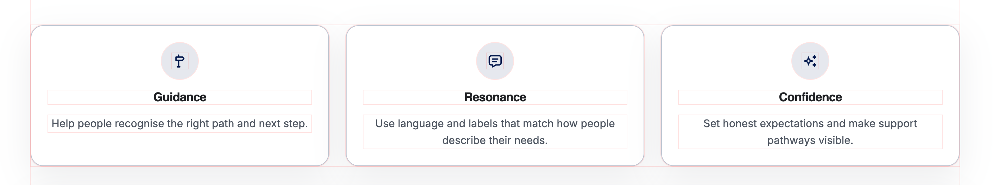 Guidance
Help people recognise the right path and next step.
Resonance
Use language and labels that match how people
describe their needs.
Confidence
Set honest expectations and make support
pathways visible.